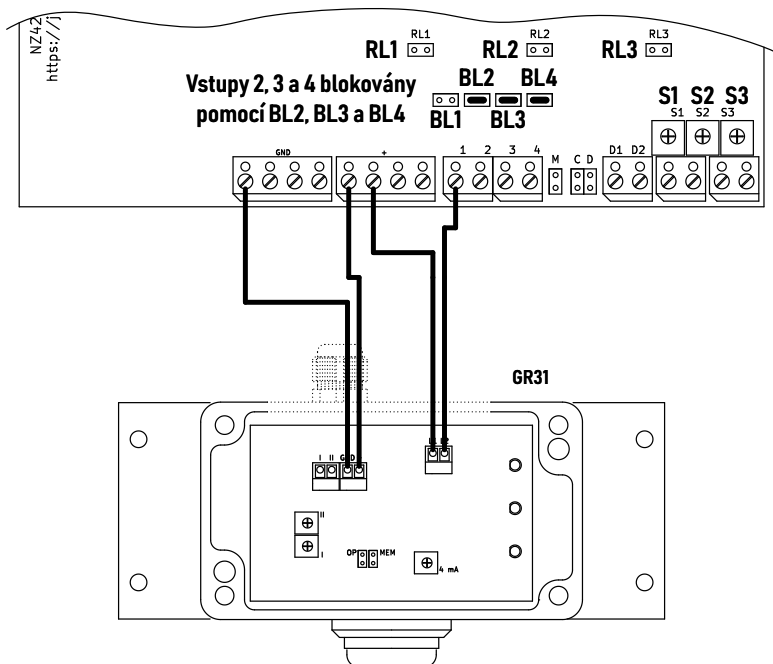 NZ42
https://j
RL1 RL1
RL2 RL2
RL3 RL3
Vstupy 2, 3 a 4 blokovány
pomocí BL2, BL3 a BL4
BL2 BL4
BL1 BL3
S1 S2 S3
S1 S2 S3
GND
+
1 2 3 4
M
C D
D1 D2
GR31
I II
II
I
OP MEM
4 mA